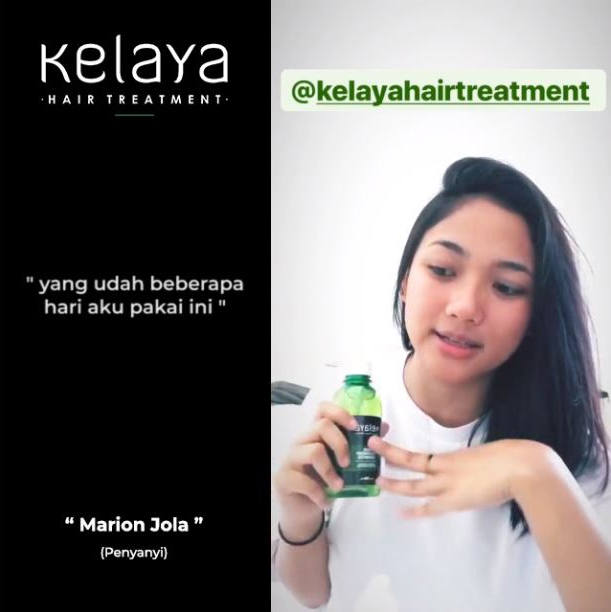 Kelaya
·HAIR TREATMENT·
" yang udah beberapa
hari aku pakai ini "
“ Marion Jola ”
(Penyanyi)
@kelayahairtreatment